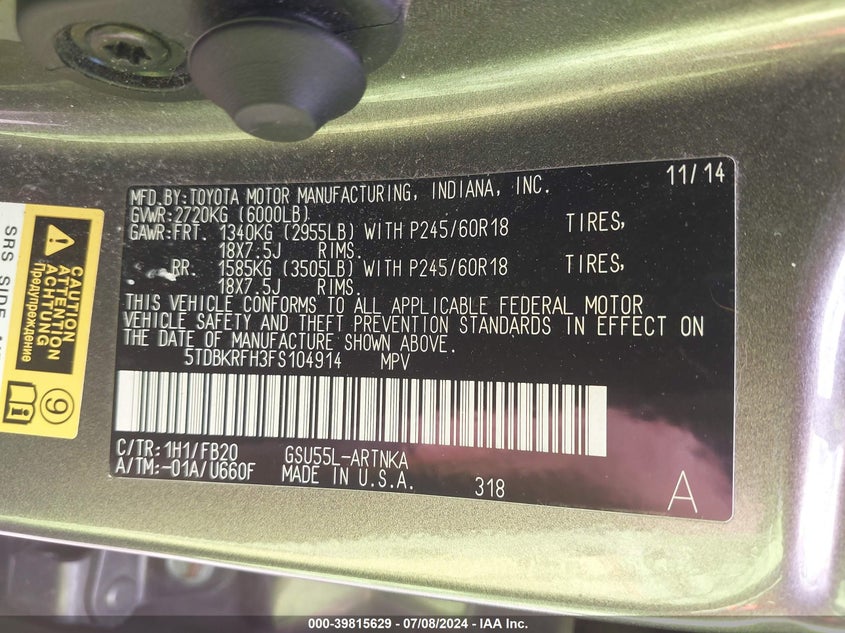 11/14
MFD.BY:TOYOTA MOTOR MANUFACTURING, INDIANA, INC.
GVWR:2720KG (6000LB)
GAWR:FRT. 1340KG (2955LB) WITH P245/60R18 TIRES,
18X7.5J RIMS.
RR. 1585KG (3505LB) WITH P245/60R18 TIRES,
18X7.5J RIMS.
THIS VEHICLE CONFORMS TO ALL APPLICABLE FEDERAL MOTOR
VEHICLE SAFETY AND THEFT PREVENTION STANDARDS IN EFFECT ON
THE DATE OF MANUFACTURE SHOWN ABOVE.
5TDBKRFH3FS104914 MPV
C/TR:1H1/FB20 GSU55L-ARTNKA
A/TM:-01A/U660F MADE IN U.S.A. 318
A
CAUTION
ATTENTION
ACHTUNG
Предупреждение
9
SRS SIDE
000-39815629 - 07/08/2024 - IAA Inc.